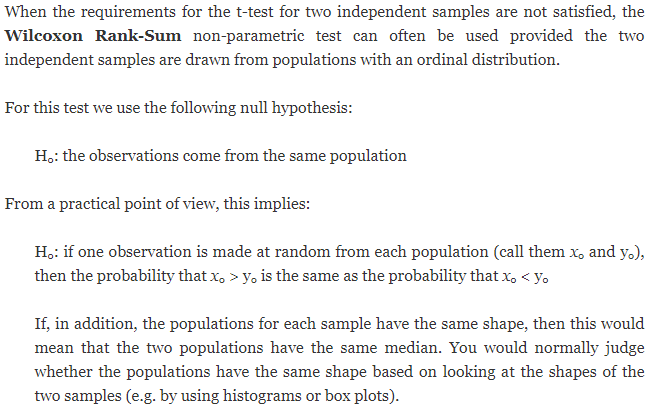 When the requirements for the t-test for two independent samples are not satisfied, the
Wilcoxon Rank-Sum non-parametric test can often be used provided the two
independent samples are drawn from populations with an ordinal distribution.
For this test we use the following null hypothesis:
H₀: the observations come from the same population
From a practical point of view, this implies:
H₀: if one observation is made at random from each population (call them x₀ and y₀),
then the probability that x₀ > y₀ is the same as the probability that x₀ < y₀
If, in addition, the populations for each sample have the same shape, then this would
mean that the two populations have the same median. You would normally judge
whether the populations have the same shape based on looking at the shapes of the
two samples (e.g. by using histograms or box plots).